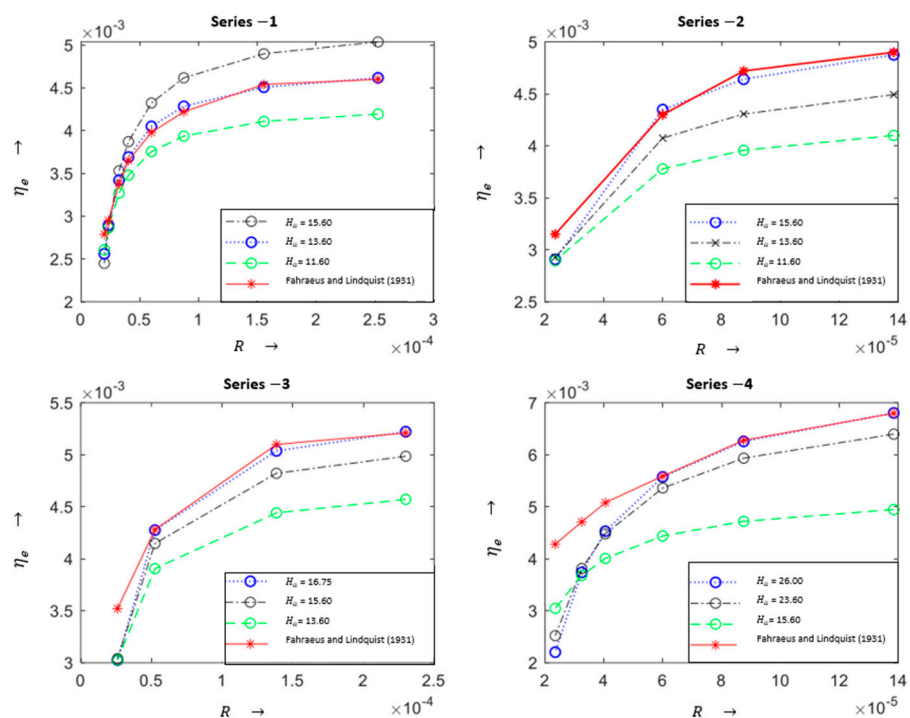 Series −1
×10⁻³
5
4.5
4
3.5
3
2.5
2
ηₑ →
Hₐ = 15.60
Hₐ = 13.60
Hₐ = 11.60
Fahraeus and Lindquist (1931)
0 0.5 1 1.5 2 2.5 3
R →
×10⁻⁴
Series −2
×10⁻³
5
4.5
4
3.5
3
2.5
ηₑ →
Hₐ = 15.60
Hₐ = 13.60
Hₐ = 11.60
Fahraeus and Lindquist (1931)
2 4 6 8 10 12 14
R →
×10⁻⁵
Series −3
×10⁻³
5.5
5
4.5
4
3.5
3
ηₑ →
Hₐ = 16.75
Hₐ = 15.60
Hₐ = 13.60
Fahraeus and Lindquist (1931)
0 0.5 1 1.5 2 2.5
R →
×10⁻⁴
Series −4
×10⁻³
7
6
5
4
3
2
ηₑ →
Hₐ = 26.00
Hₐ = 23.60
Hₐ = 15.60
Fahraeus and Lindquist (1931)
2 4 6 8 10 12 14
R →
×10⁻⁵